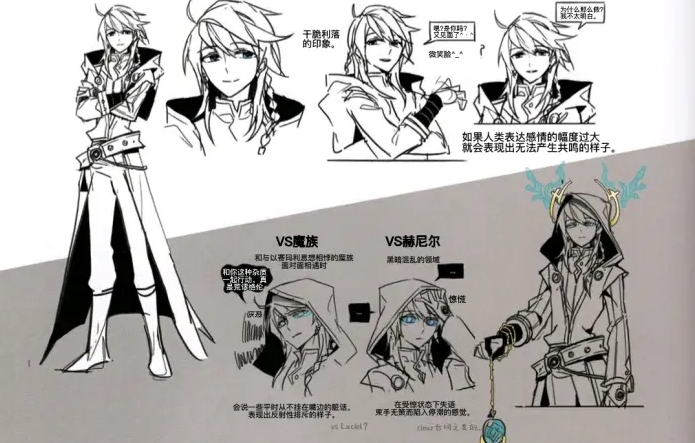 干脆利落
的印象。
嗯?是你吗?
又见面了^ ^
微笑脸^_^
?
为什么那么做?
我不太明白。
如果人类表达感情的幅度过大
就会表现出无法产生共鸣的样子。
VS魔族
和与以赛玛利思想相悖的魔族
面对面相遇时
和你这种杂质
一起行动，真
是荒谬绝伦
会说一些平时从不挂在嘴边的脏话。
表现出反射性排斥的样子。
VS赫尼尔
黑暗混乱的领域
惊慌
在受惊状态下失语
束手无策而陷入停滞的感觉。
vs Luciel?